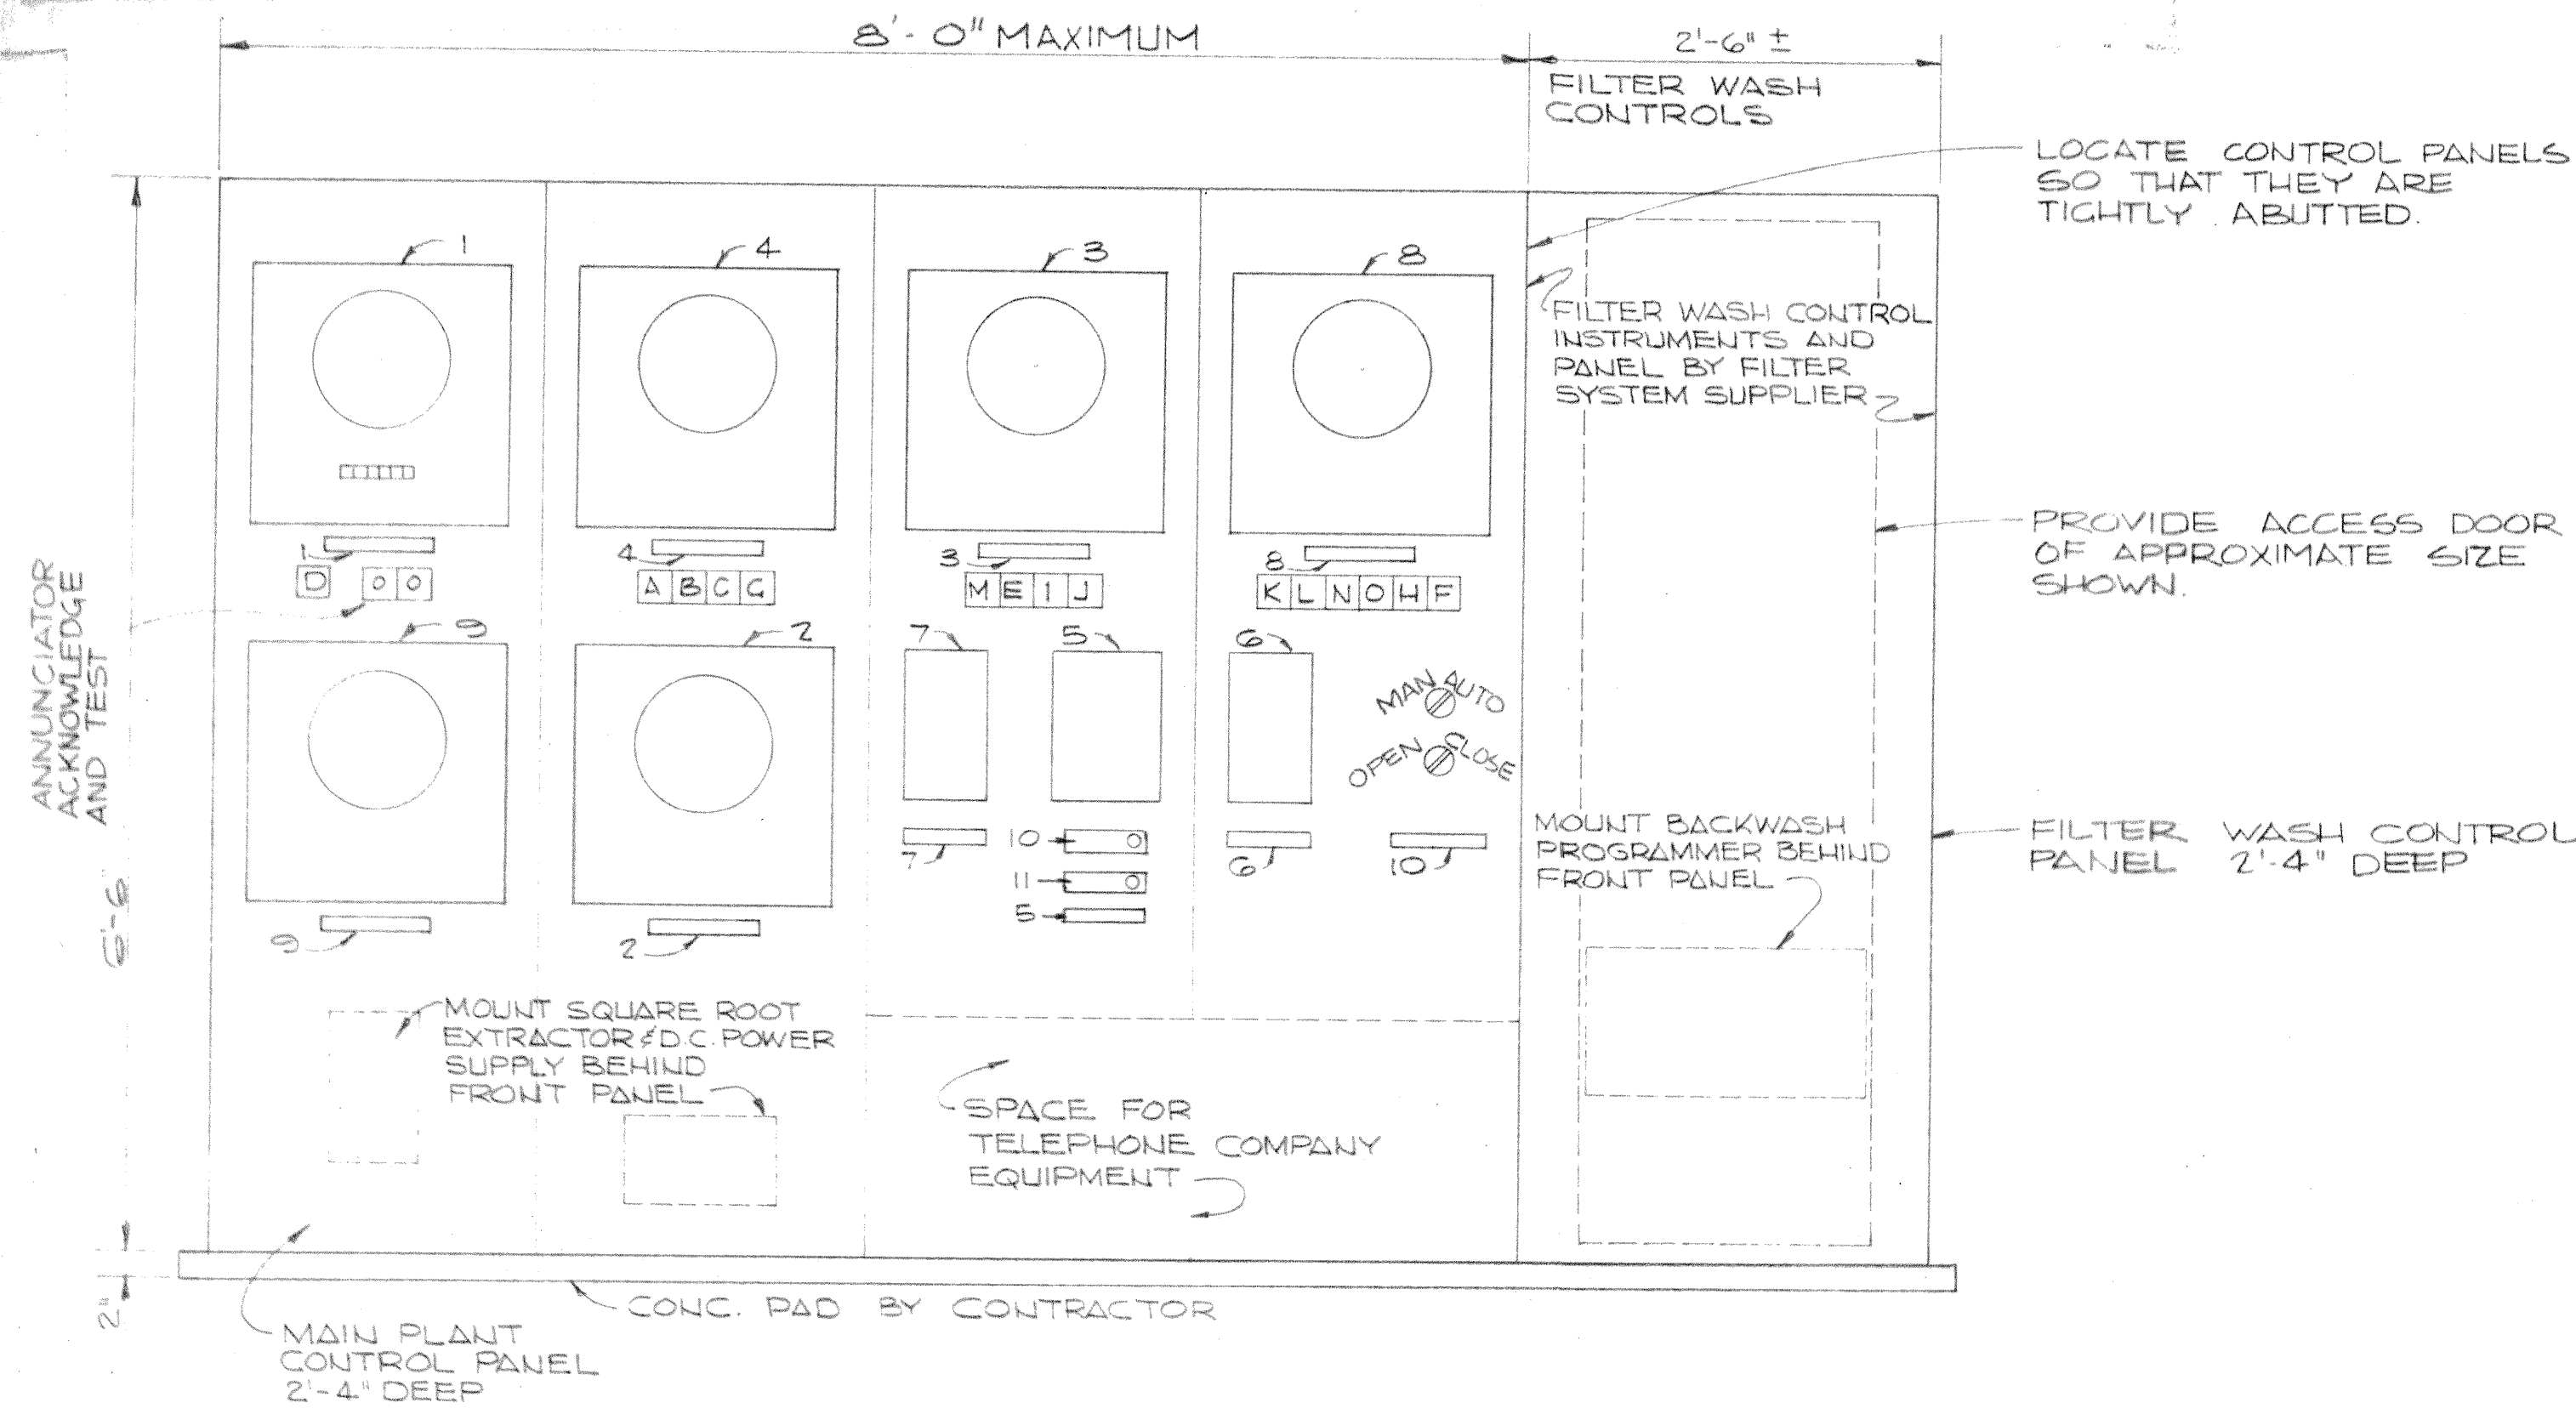 8'-0" MAXIMUM
2'-6" ±
FILTER WASH
CONTROLS
LOCATE CONTROL PANELS
SO THAT THEY ARE
TIGHTLY ABUTTED.
1
4
3
8
FILTER WASH CONTROL
INSTRUMENTS AND
PANEL BY FILTER
SYSTEM SUPPLIER
1
4
3
8
D O O
A B C G
M E I J
K L N O H F
PROVIDE ACCESS DOOR
OF APPROXIMATE SIZE
SHOWN.
ANNUNCIATOR
ACKNOWLEDGE
AND TEST
9
2
7
5
6
MAN AUTO
OPEN CLOSE
6'-6"
7
10
11
5
6
10
MOUNT BACKWASH
PROGRAMMER BEHIND
FRONT PANEL
FILTER WASH CONTROL
PANEL 2'-4" DEEP
9
2
MOUNT SQUARE ROOT
EXTRACTOR & D.C. POWER
SUPPLY BEHIND
FRONT PANEL
SPACE FOR
TELEPHONE COMPANY
EQUIPMENT
2"
CONC. PAD BY CONTRACTOR
MAIN PLANT
CONTROL PANEL
2'-4" DEEP